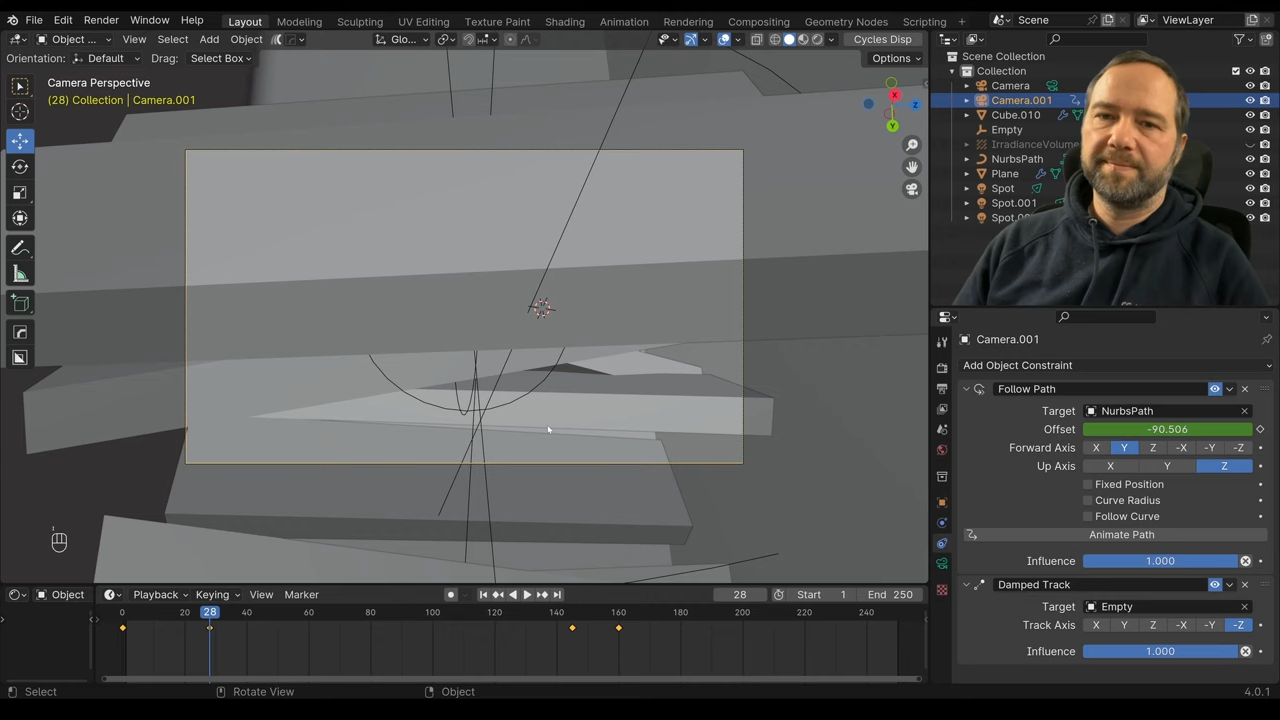 File Edit Render Window Help Layout Modeling Sculpting UV Editing Texture Paint Shading Animation Rendering Compositing Geometry Nodes Scripting + Scene ViewLayer
Object ... View Select Add Object Glo... Cycles Disp
Orientation: Default Drag: Select Box Options
Camera Perspective
(28) Collection | Camera.001
X
Z
Y
Scene Collection
Collection
Camera
Camera.001
Cube.010
Empty
IrradianceVolume
NurbsPath
Plane
Spot
Spot.001
Camera.001
Add Object Constraint
Follow Path
Target NurbsPath
Offset -90.506
Forward Axis X Y Z -X -Y -Z
Up Axis X Y Z
Fixed Position
Curve Radius
Follow Curve
Animate Path
Influence 1.000
Damped Track
Target Empty
Track Axis X Y Z -X -Y -Z
Influence 1.000
Object Playback Keying View Marker 28 Start 1 End 250
0 20 28 40 60 80 100 120 140 160 180 200 220 240
Select Rotate View Object 4.0.1